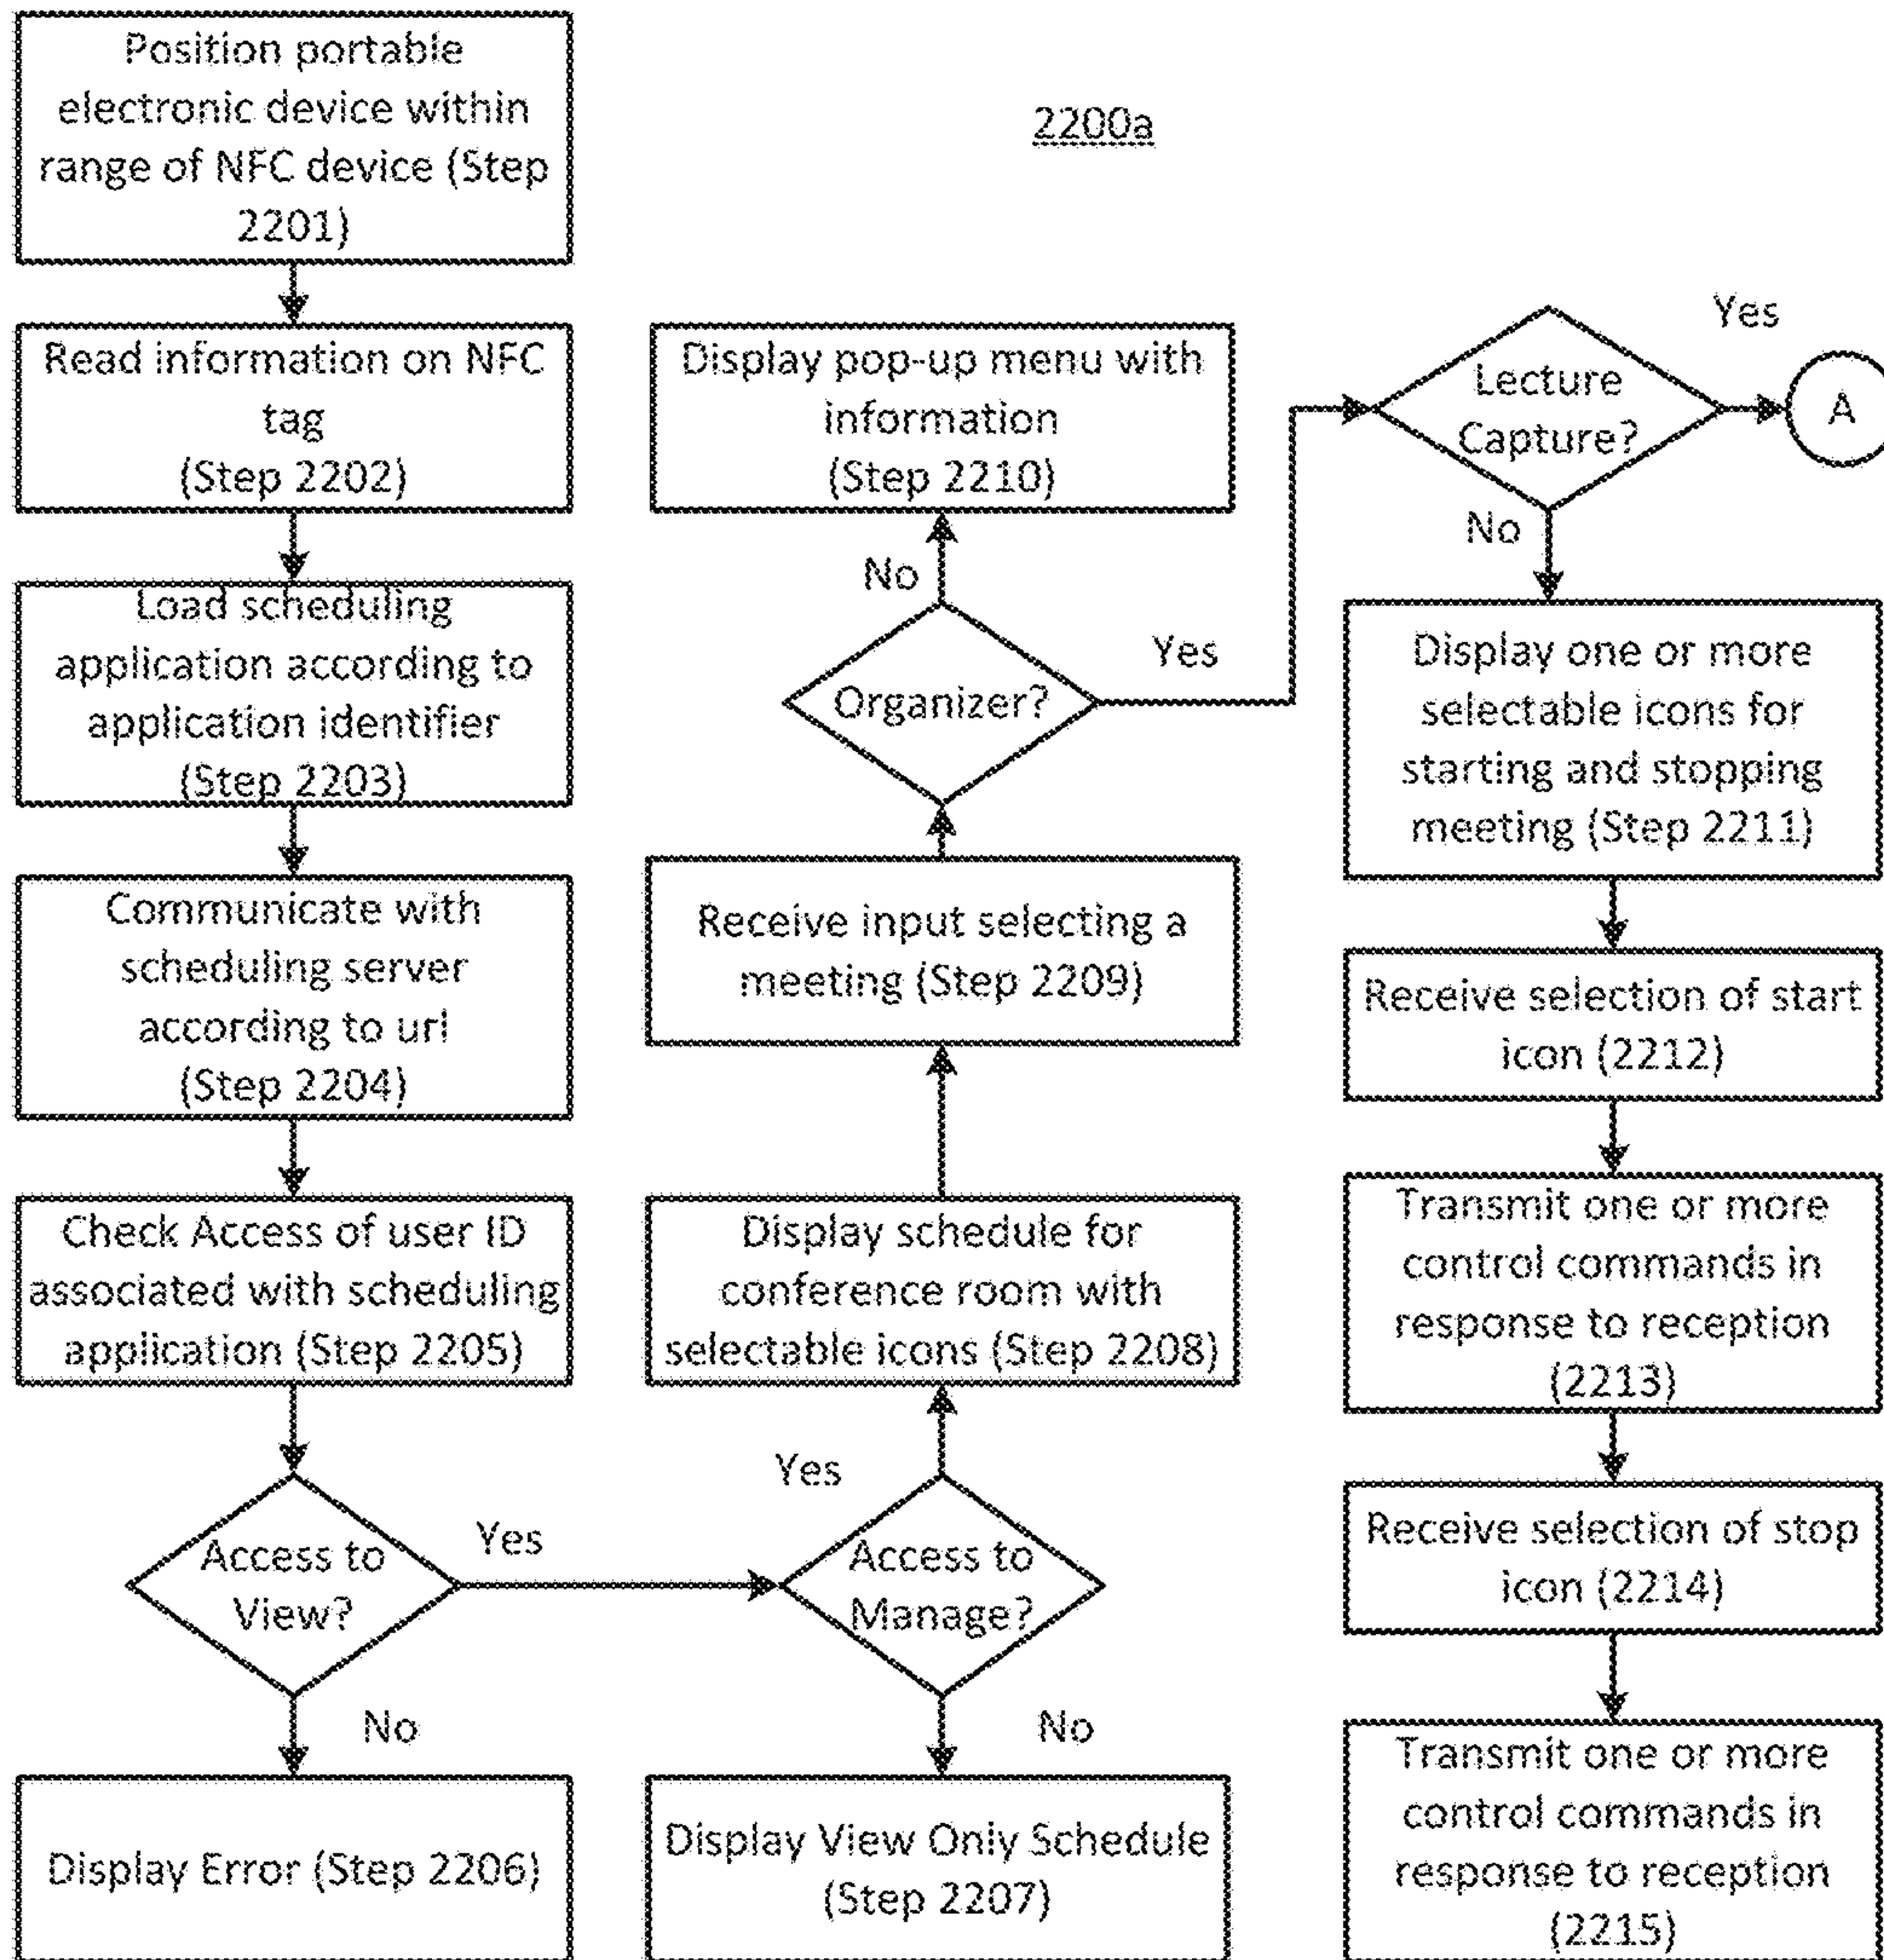 Position portable
electronic device within
range of NFC device (Step
2201)
2200a
Read information on NFC
tag
(Step 2202)
Load scheduling
application according to
application identifier
(Step 2203)
Communicate with
scheduling server
according to url
(Step 2204)
Check Access of user ID
associated with scheduling
application (Step 2205)
Access to
View?
Yes
No
Display Error (Step 2206)
Access to
Manage?
Yes
No
Display View Only Schedule
(Step 2207)
Display schedule for
conference room with
selectable icons (Step 2208)
Receive input selecting a
meeting (Step 2209)
Organizer?
No
Yes
Display pop-up menu with
information
(Step 2210)
Lecture
Capture?
Yes
A
No
Display one or more
selectable icons for
starting and stopping
meeting (Step 2211)
Receive selection of start
icon (2212)
Transmit one or more
control commands in
response to reception
(2213)
Receive selection of stop
icon (2214)
Transmit one or more
control commands in
response to reception
(2215)